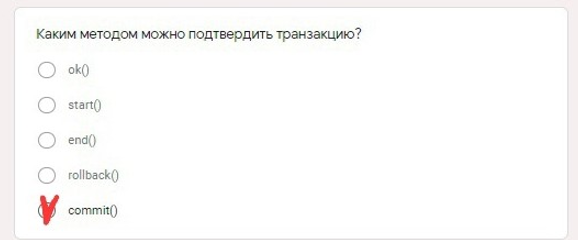 Каким методом можно подтвердить транзакцию?
ok()
start()
end()
rollback()
commit()